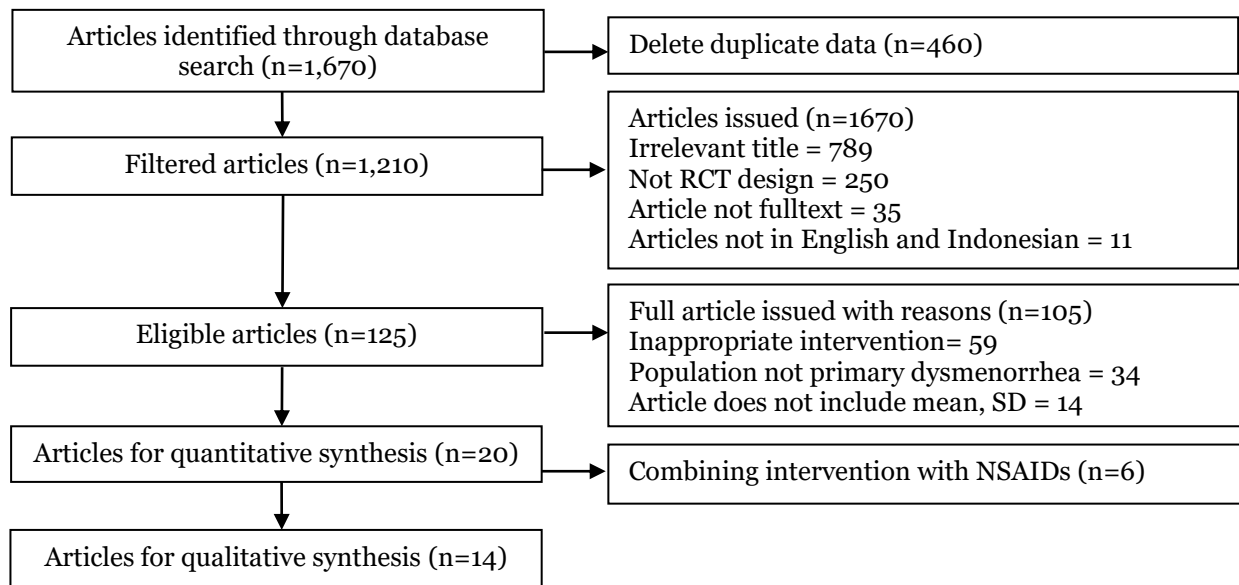 Articles identified through database
search (n=1,670)
Delete duplicate data (n=460)
Filtered articles (n=1,210)
Articles issued (n=1670)
Irrelevant title = 789
Not RCT design = 250
Article not fulltext = 35
Articles not in English and Indonesian = 11
Eligible articles (n=125)
Full article issued with reasons (n=105)
Inappropriate intervention= 59
Population not primary dysmenorrhea = 34
Article does not include mean, SD = 14
Articles for quantitative synthesis (n=20)
Combining intervention with NSAIDs (n=6)
Articles for qualitative synthesis (n=14)